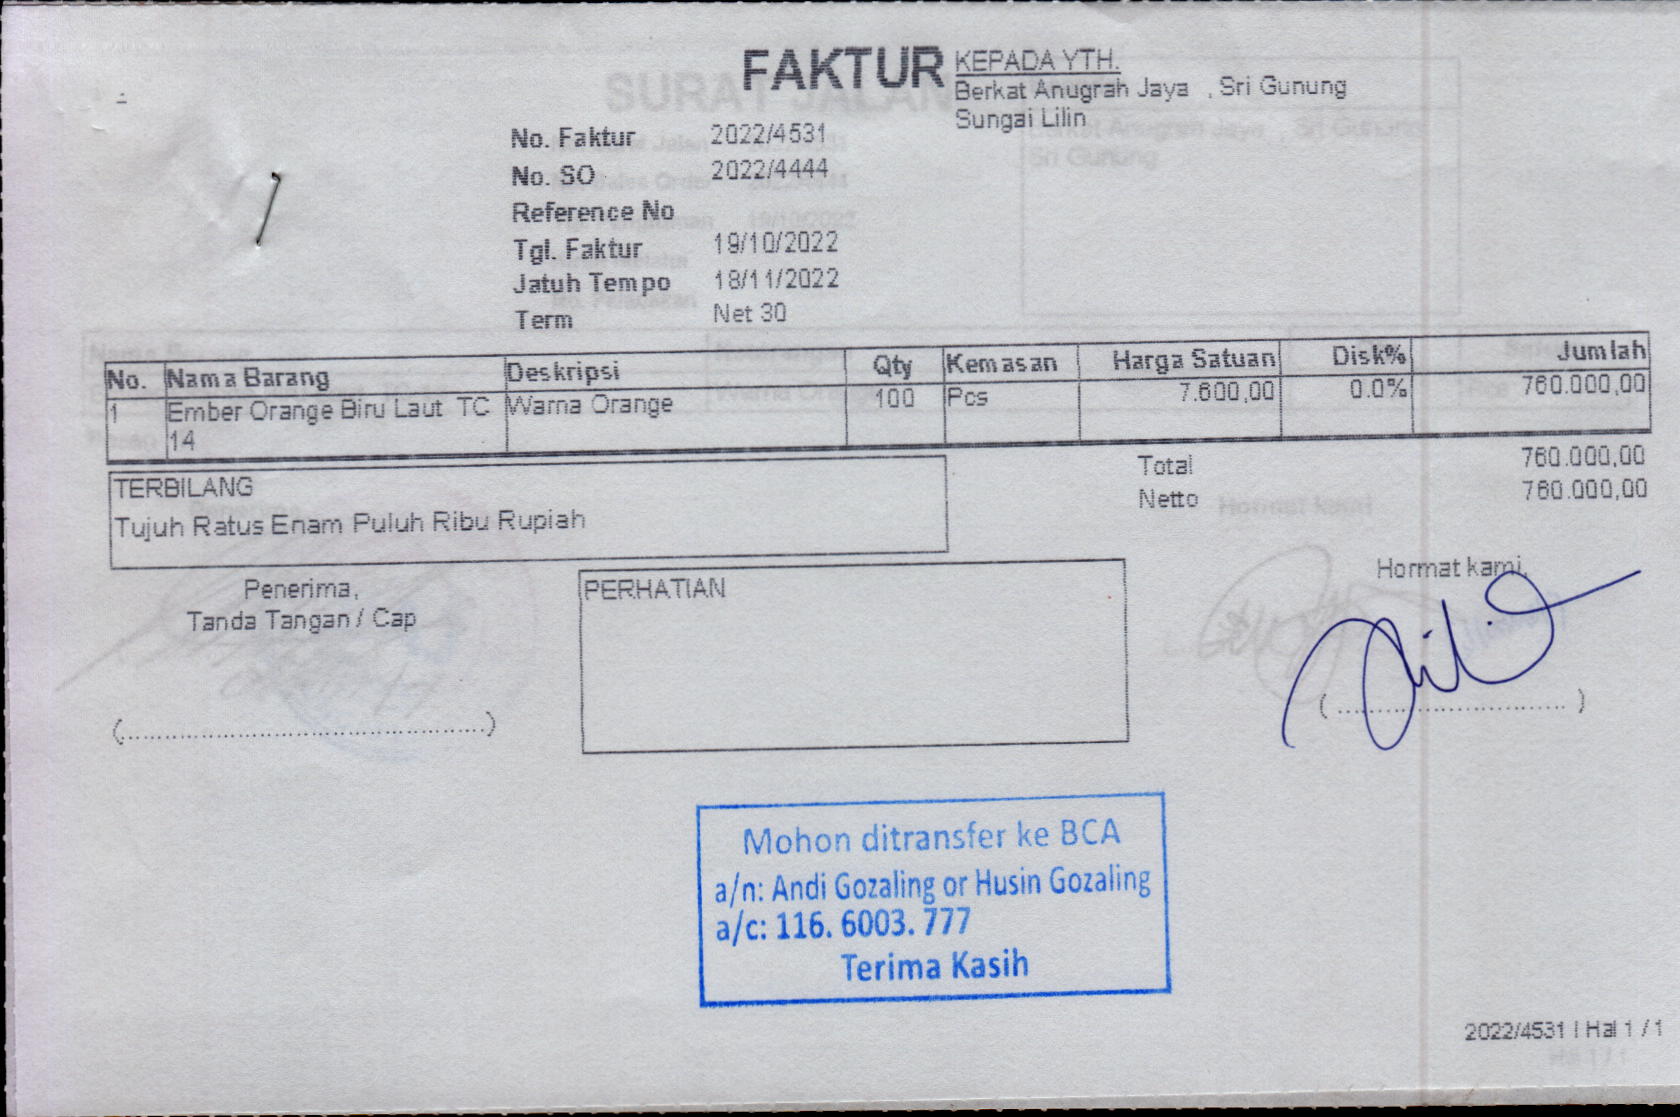 FAKTUR
KEPADA YTH.
Berkat Anugrah Jaya , Sri Gunung
Sungai Lilin
No. Faktur 2022/4531
No. SO 2022/4444
Reference No
Tgl. Faktur 19/10/2022
Jatuh Tempo 18/11/2022
Term Net 30
No. Nama Barang Deskripsi Qty Kemasan Harga Satuan Disk% Jumlah
1 Ember Orange Biru Laut TC Warna Orange 100 Pcs 7.600,00 0.0% 760.000,00
14
Total 760.000,00
Netto 760.000,00
TERBILANG
Tujuh Ratus Enam Puluh Ribu Rupiah
Penerima,
Tanda Tangan / Cap
(..................................................)
PERHATIAN
Hormat kami,
( .............................. )
Mohon ditransfer ke BCA
a/n: Andi Gozaling or Husin Gozaling
a/c: 116. 6003. 777
Terima Kasih
2022/4531 | Hal 1 / 1